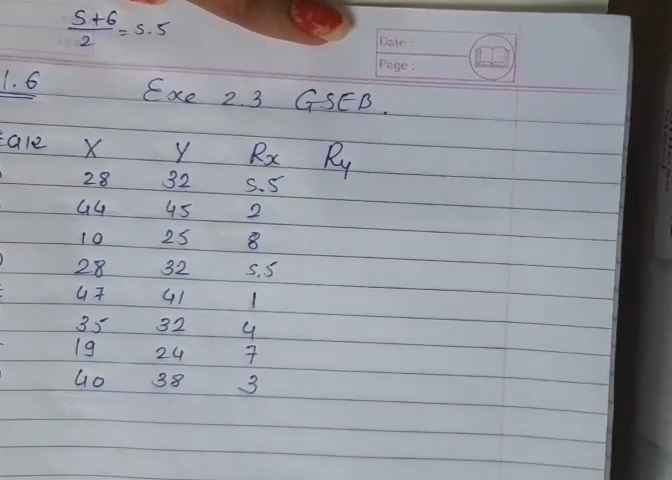 5+6
2 = 5.5
Date :
Page :
1.6 Exe 2.3 GSEB.
X Y Rx Ry
28 32 5.5
44 45 2
10 25 8
28 32 5.5
47 41 1
35 32 4
19 24 7
40 38 3